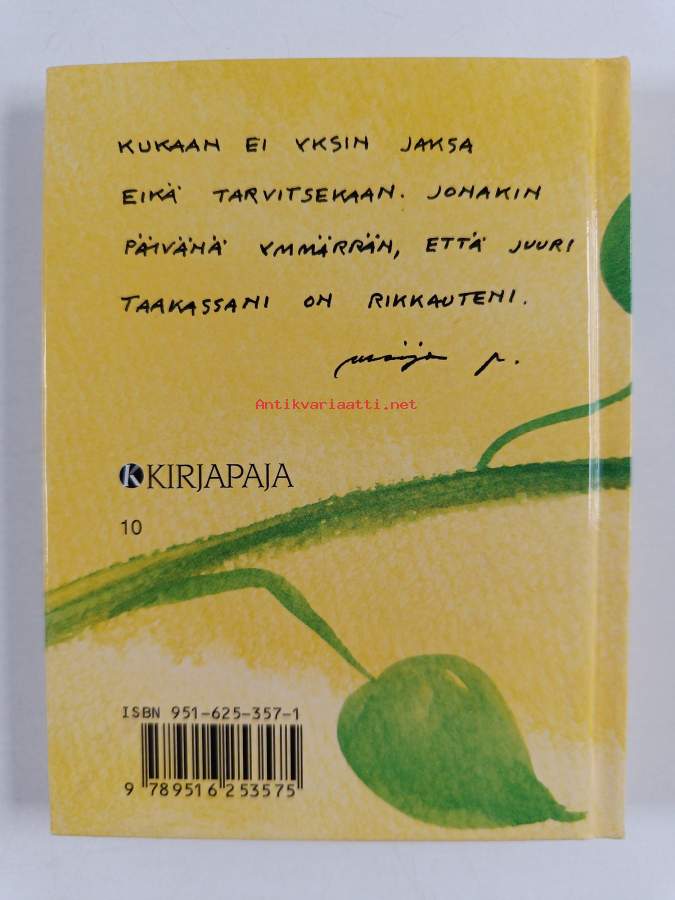 KUKAAN EI YKSIN JAKSA
EIKÄ TARVITSEKAAN. JONAKIN
PÄIVÄNÄ YMMÄRRÄN, ETTÄ JUURI
TAAKASSANI ON RIKKAUTENI.
maija p.
Antikvariaatti.net
K KIRJAPAJA
10
ISBN 951-625-357-1
9 789516 253575